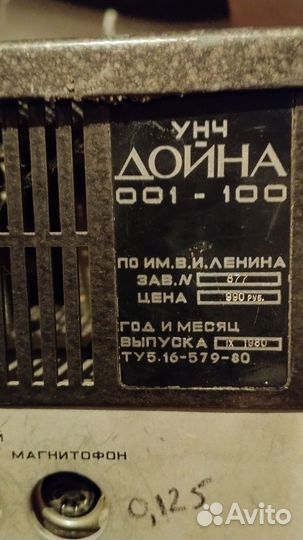 УНЧ
ДОЙНА
001-100
ПО ИМ.В.И.ЛЕНИНА
ЗАВ.N 877
ЦЕНА 990 РУБ.
ГОД И МЕСЯЦ
ВЫПУСКА IX 1980
ТУ5.16-579-80
Й
МАГНИТОФОН
0,125
Avito